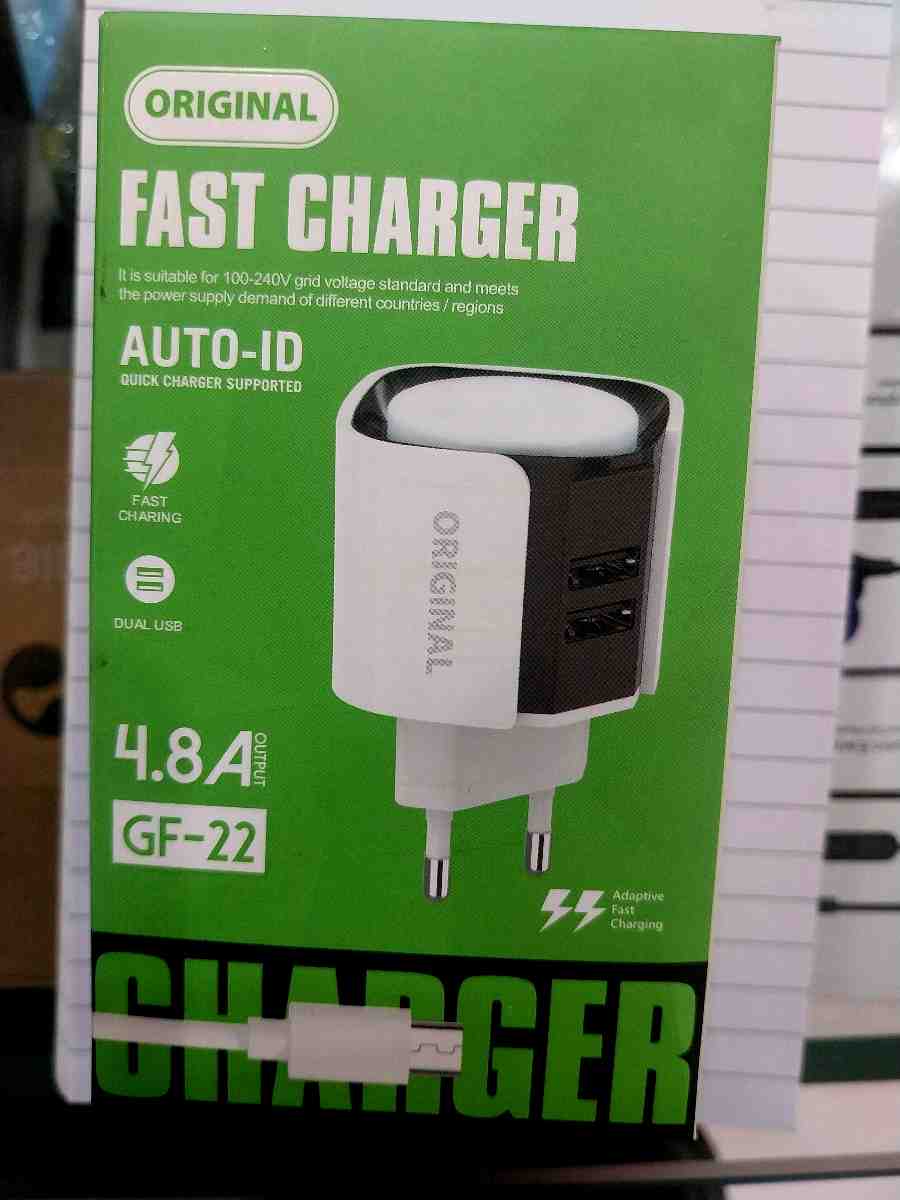 ORIGINAL
FAST CHARGER
It is suitable for 100-240V grid voltage standard and meets
the power supply demand of different countries / regions
AUTO-ID
QUICK CHARGER SUPPORTED
FAST
CHARING
DUAL USB
ORIGINAL
4.8A OUTPUT
GF-22
Adaptive
Fast
Charging
CHARGER